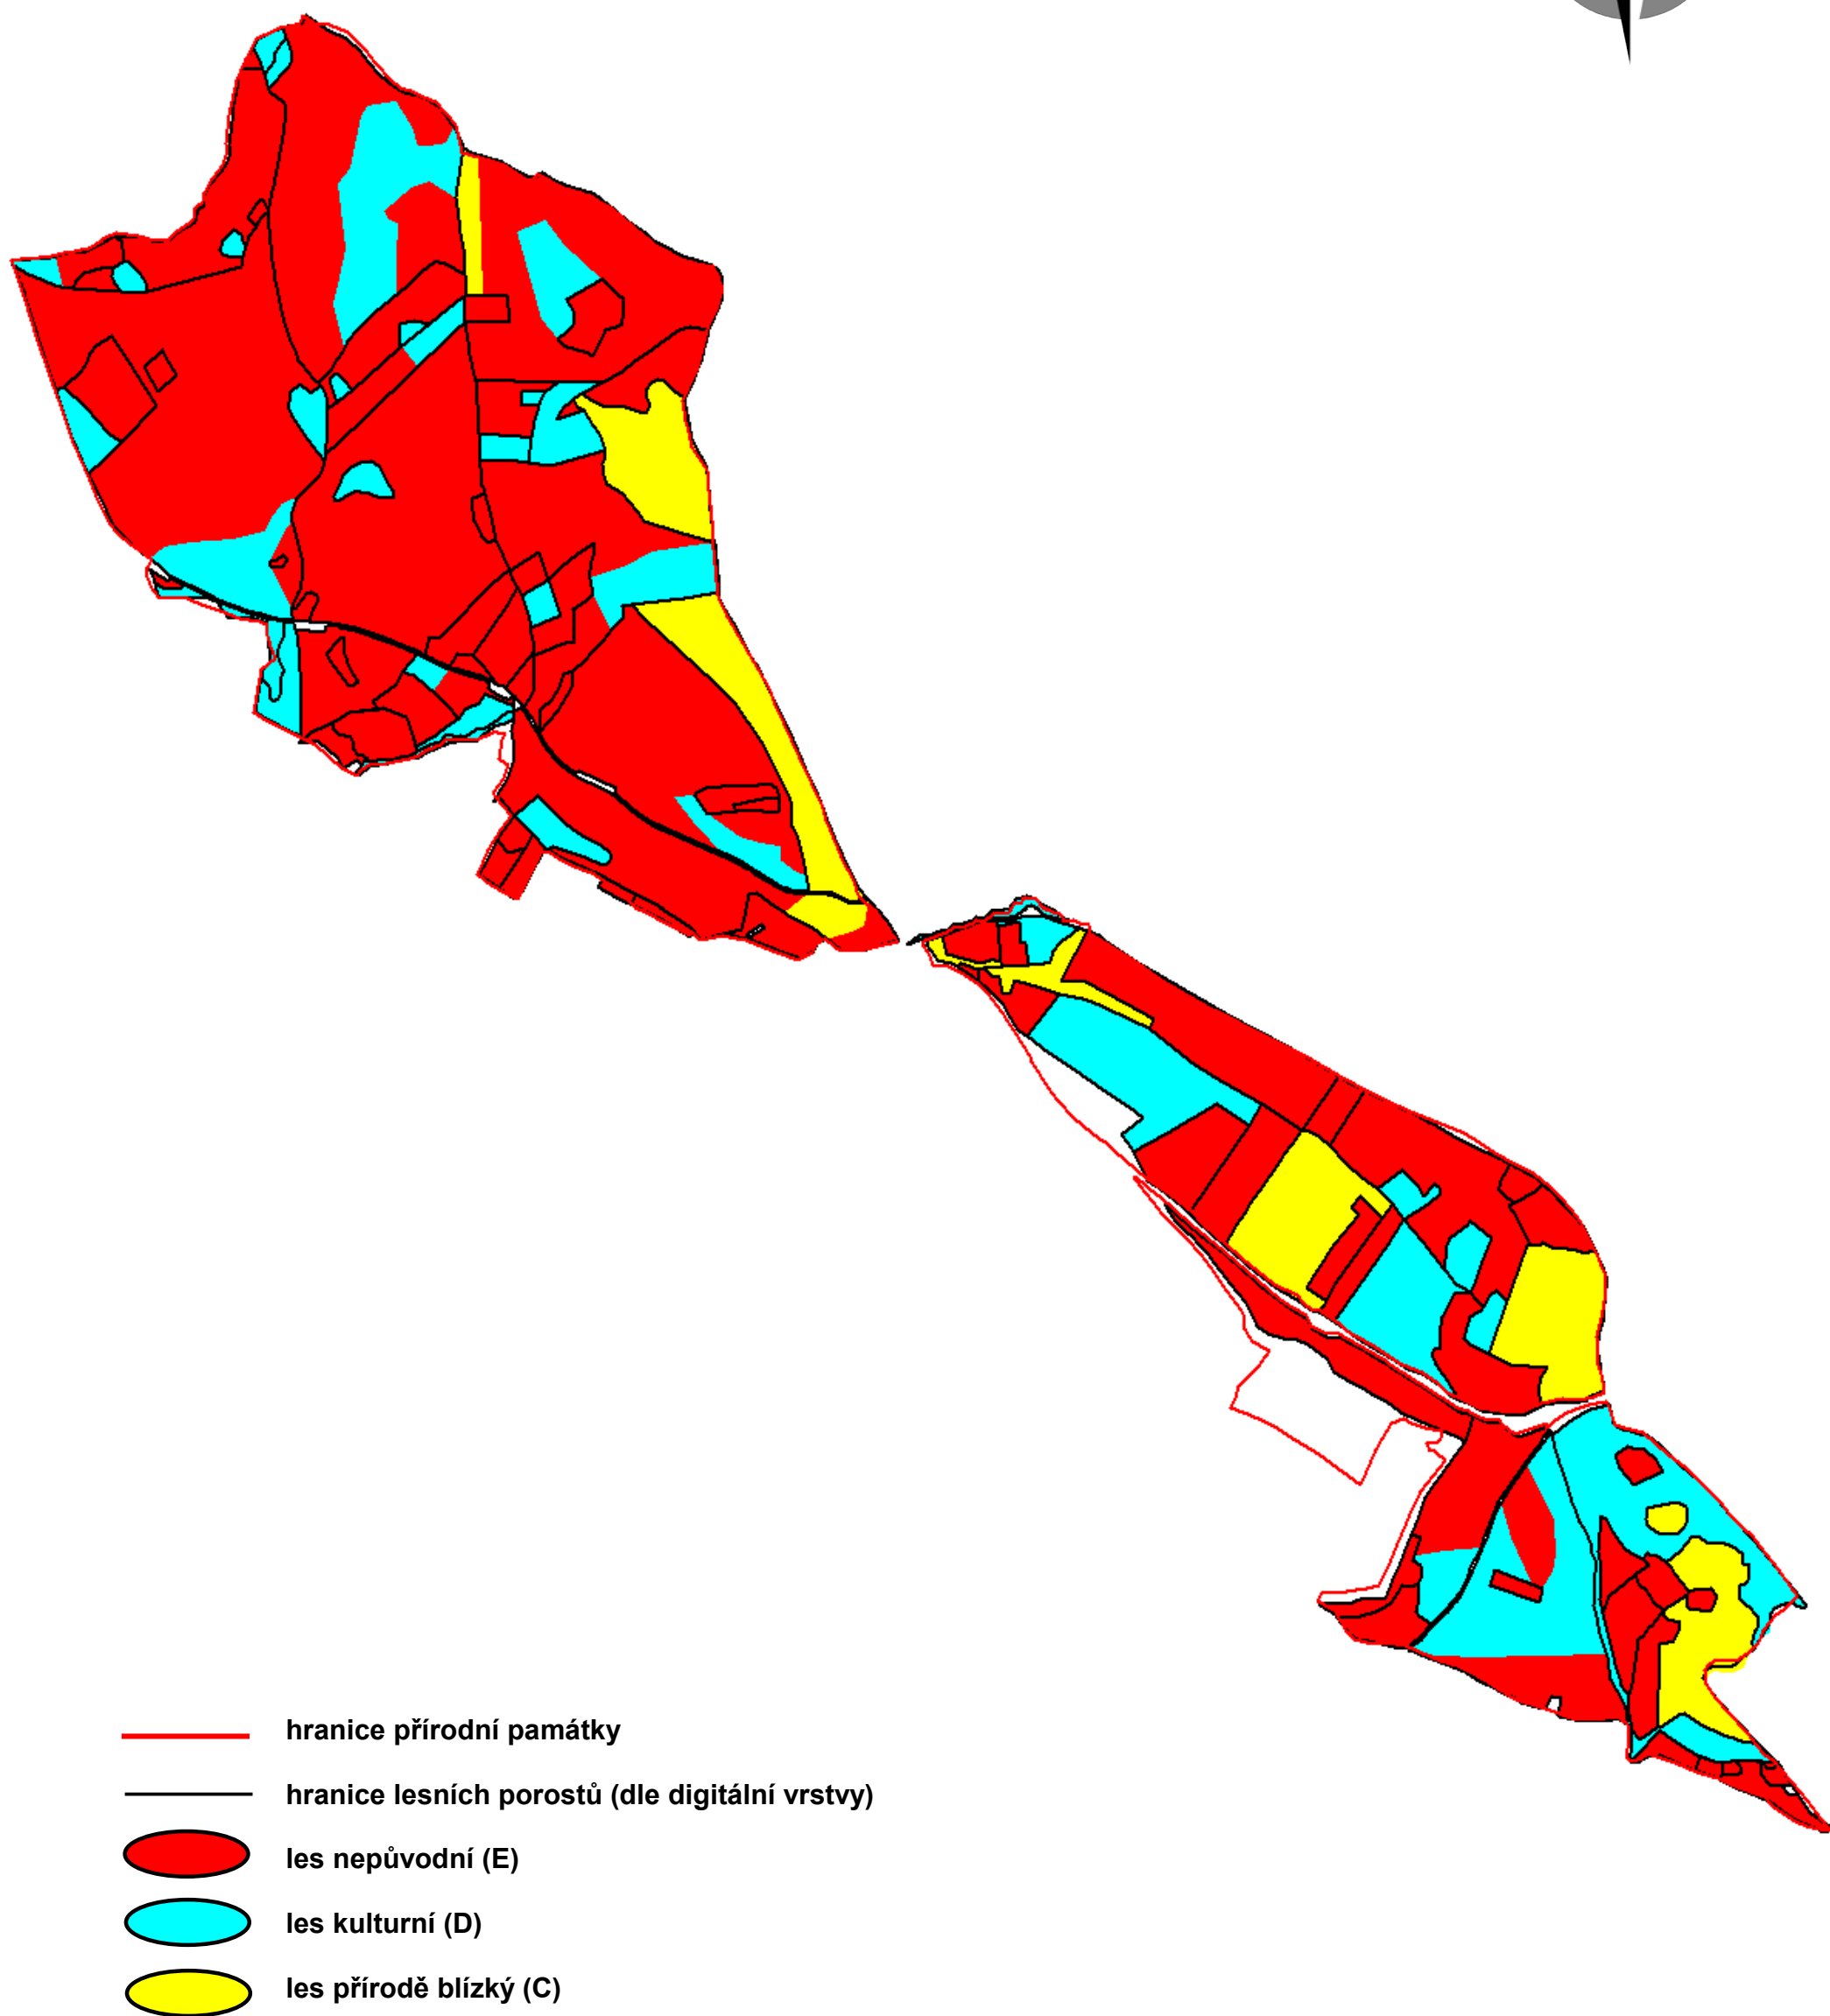 hranice přírodní památky
hranice lesních porostů (dle digitální vrstvy)
les nepůvodní (E)
les kulturní (D)
les přírodě blízký (C)